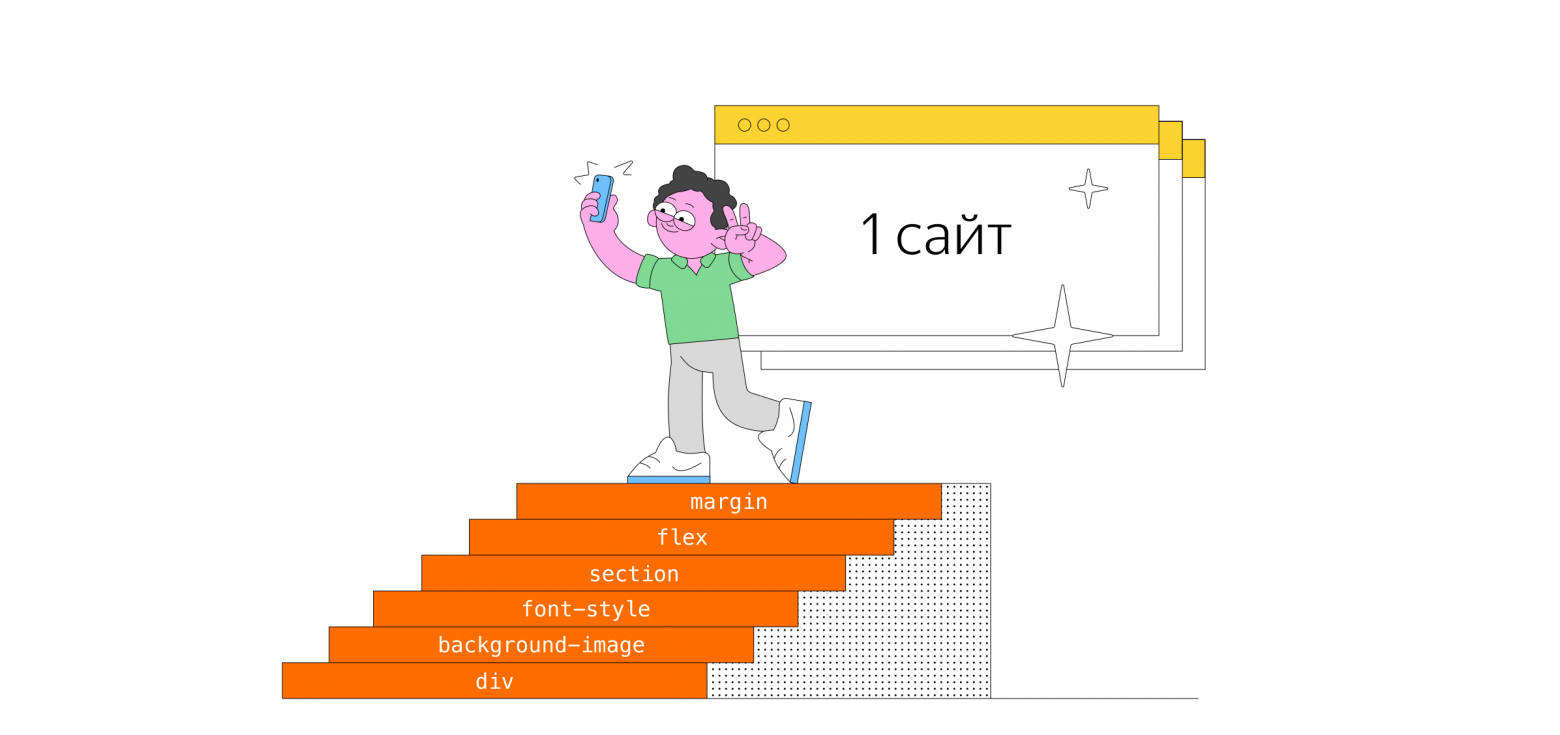 1 сайт
margin
flex
section
font-style
background-image
div